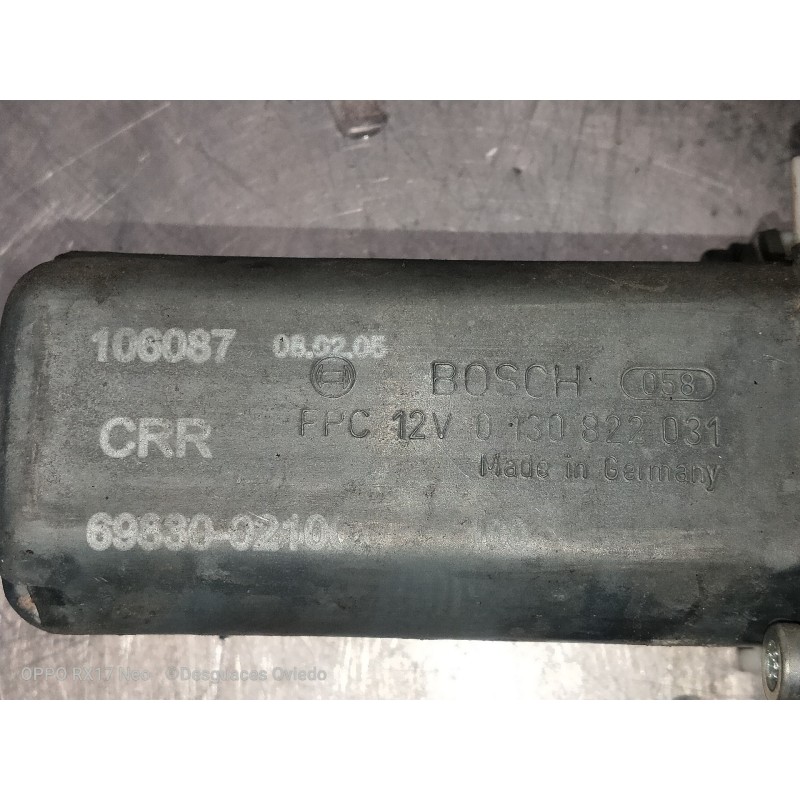 106087 08.02.05
BOSCH 058
CRR
FPC 12V 0 130 822 031
Made in Germany
OPPO RX17 Neo ©Desguaces Oviedo